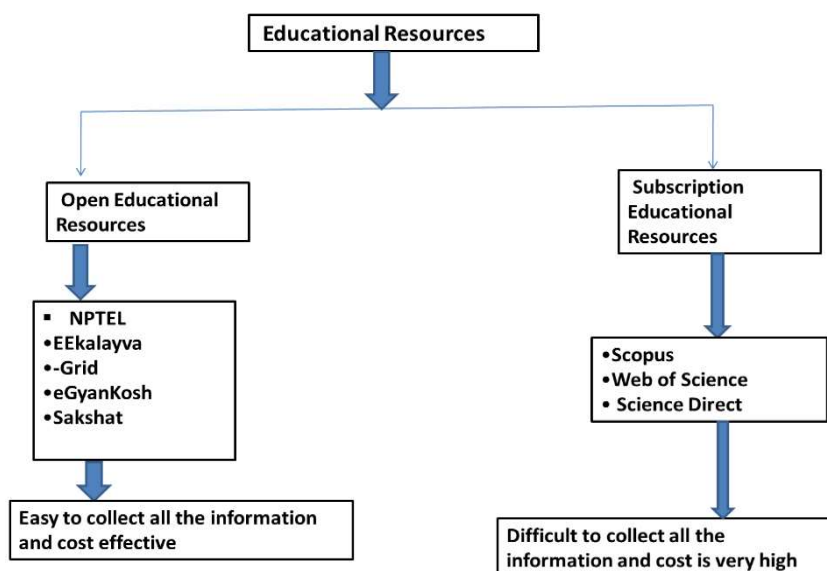 Educational Resources
Open Educational
Resources
▪ NPTEL
•EEkalayva
•-Grid
•eGyanKosh
•Sakshat
Easy to collect all the information
and cost effective
Subscription
Educational
Resources
•Scopus
•Web of Science
• Science Direct
Difficult to collect all the
information and cost is very high